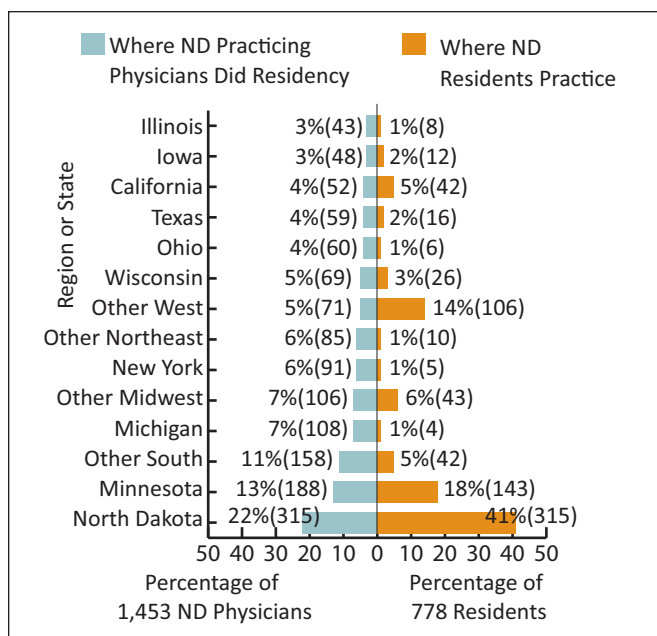 Where ND Practicing
Physicians Did Residency
Where ND
Residents Practice
Region or State
Illinois 3%(43) 1%(8)
Iowa 3%(48) 2%(12)
California 4%(52) 5%(42)
Texas 4%(59) 2%(16)
Ohio 4%(60) 1%(6)
Wisconsin 5%(69) 3%(26)
Other West 5%(71) 14%(106)
Other Northeast 6%(85) 1%(10)
New York 6%(91) 1%(5)
Other Midwest 7%(106) 6%(43)
Michigan 7%(108) 1%(4)
Other South 11%(158) 5%(42)
Minnesota 13%(188) 18%(143)
North Dakota 22%(315) 41%(315)
50 40 30 20 10 0 10 20 30 40 50
Percentage of
1,453 ND Physicians
Percentage of
778 Residents